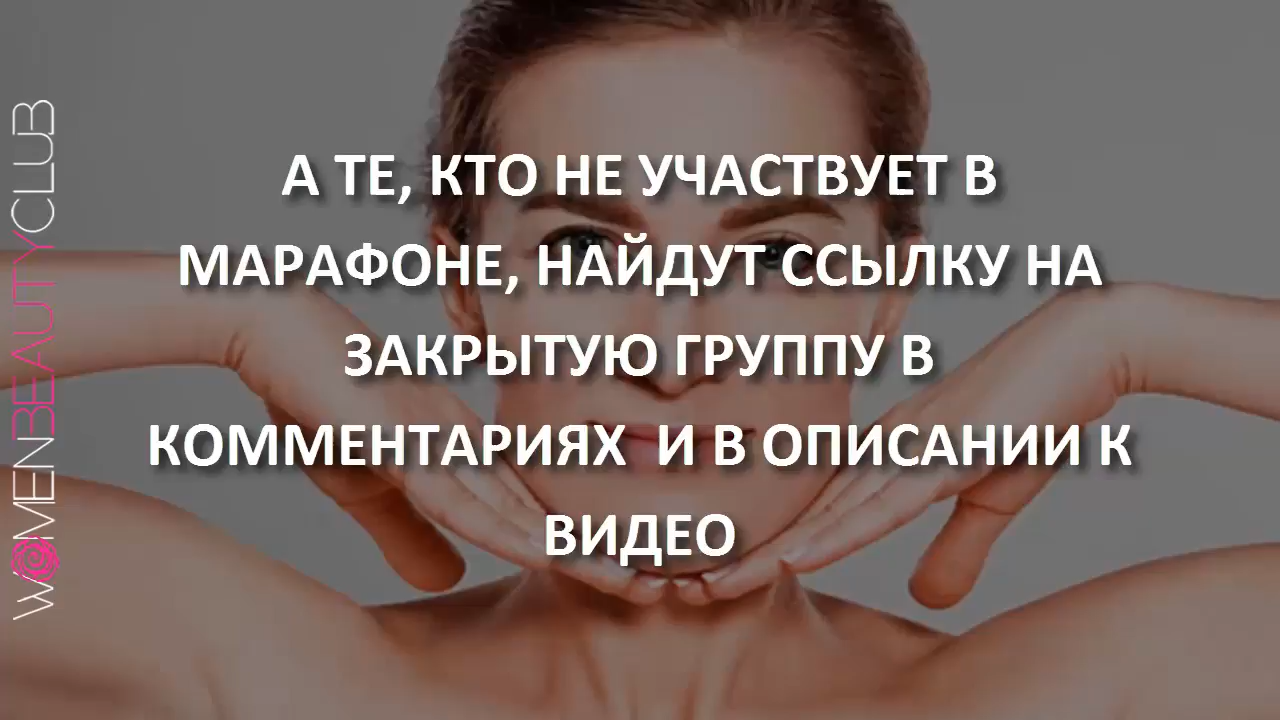 А ТЕ, КТО НЕ УЧАСТВУЕТ В
МАРАФОНЕ, НАЙДУТ ССЫЛКУ НА
ЗАКРЫТУЮ ГРУППУ В
КОММЕНТАРИЯХ И В ОПИСАНИИ К
ВИДЕО
WOMENBEAUTYCLUB